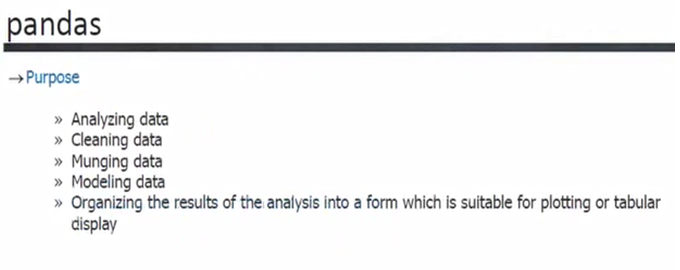 pandas
→ Purpose
» Analyzing data
» Cleaning data
» Munging data
» Modeling data
» Organizing the results of the analysis into a form which is suitable for plotting or tabular
display